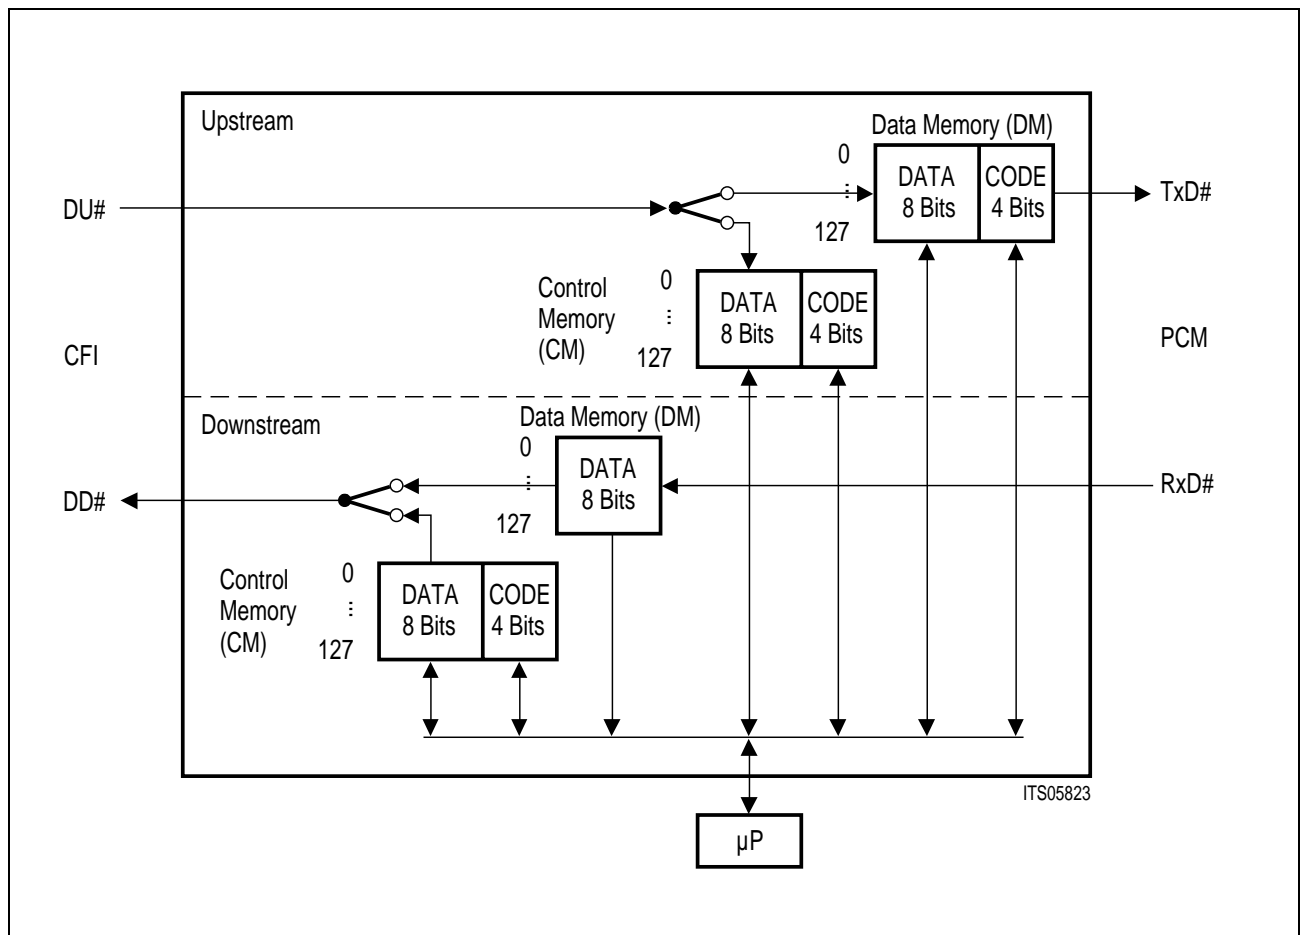 Upstream
Data Memory (DM)
0
⋮
127
DATA
8 Bits
CODE
4 Bits
DU#
TxD#
Control
Memory
(CM)
0
⋮
127
DATA
8 Bits
CODE
4 Bits
CFI
PCM
Downstream
Data Memory (DM)
0
⋮
127
DATA
8 Bits
DD#
RxD#
Control
Memory
(CM)
0
⋮
127
DATA
8 Bits
CODE
4 Bits
ITS05823
µP